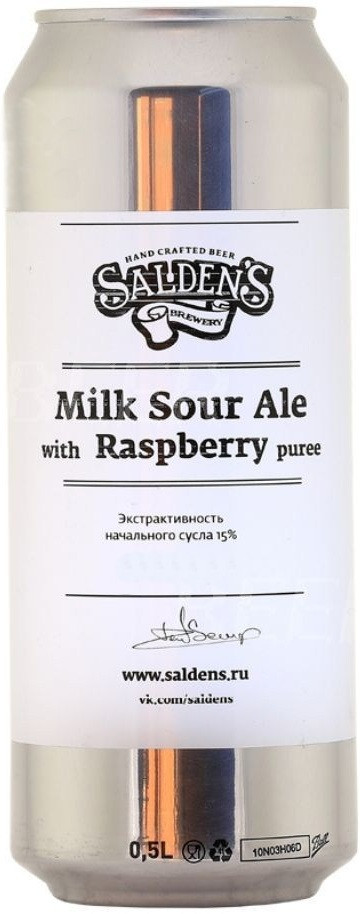 HAND CRAFTED BEER
SALDEN'S
BREWERY
Milk Sour Ale
with Raspberry puree
Экстрактивность
начального сусла 15%
www.saldens.ru
vk.com/saldens
0,5L
10N03H06D
Ball